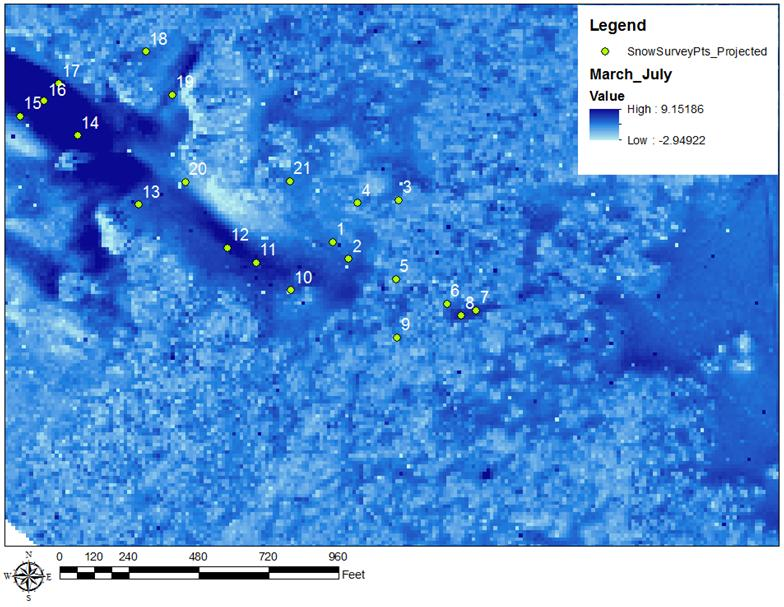 Legend
SnowSurveyPts_Projected
March_July
Value
High : 9.15186
Low : -2.94922
18
17
19
16
15
14
20
21
13
3
4
1
12
2
11
5
10
6
7
8
9
N
W
E
S
0 120 240 480 720 960
Feet